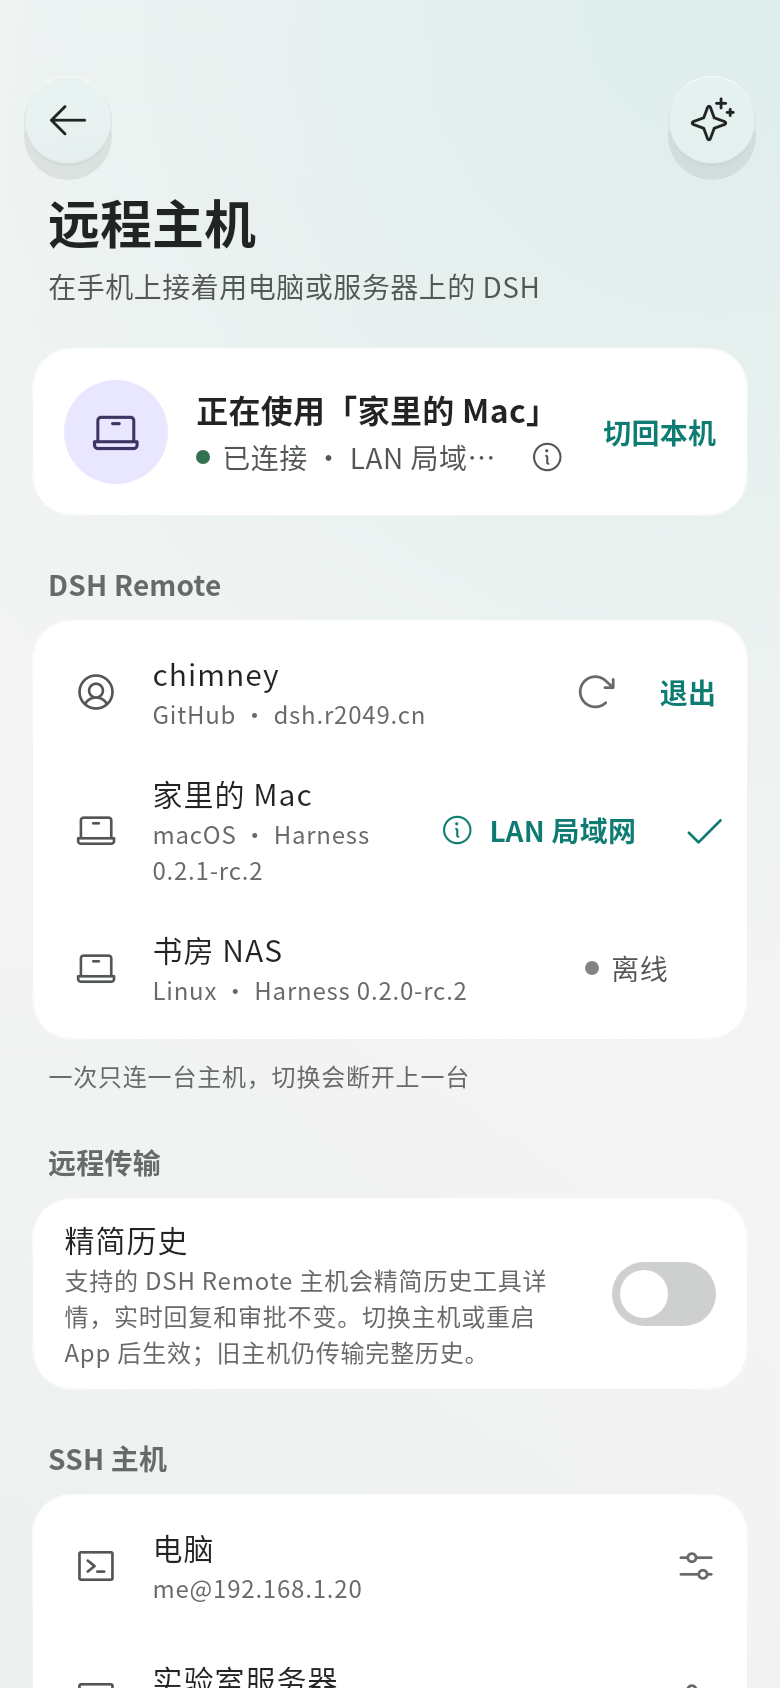 远程主机
在手机上接着用电脑或服务器上的 DSH
正在使用「家里的 Mac」
已连接 • LAN 局域…
切回本机
DSH Remote
chimney
GitHub • dsh.r2049.cn
退出
家里的 Mac
macOS • Harness
0.2.1-rc.2
LAN 局域网
书房 NAS
Linux • Harness 0.2.0-rc.2
离线
一次只连一台主机，切换会断开上一台
远程传输
精简历史
支持的 DSH Remote 主机会精简历史工具详
情，实时回复和审批不变。切换主机或重启
App 后生效；旧主机仍传输完整历史。
SSH 主机
电脑
me@192.168.1.20
实验室服务器